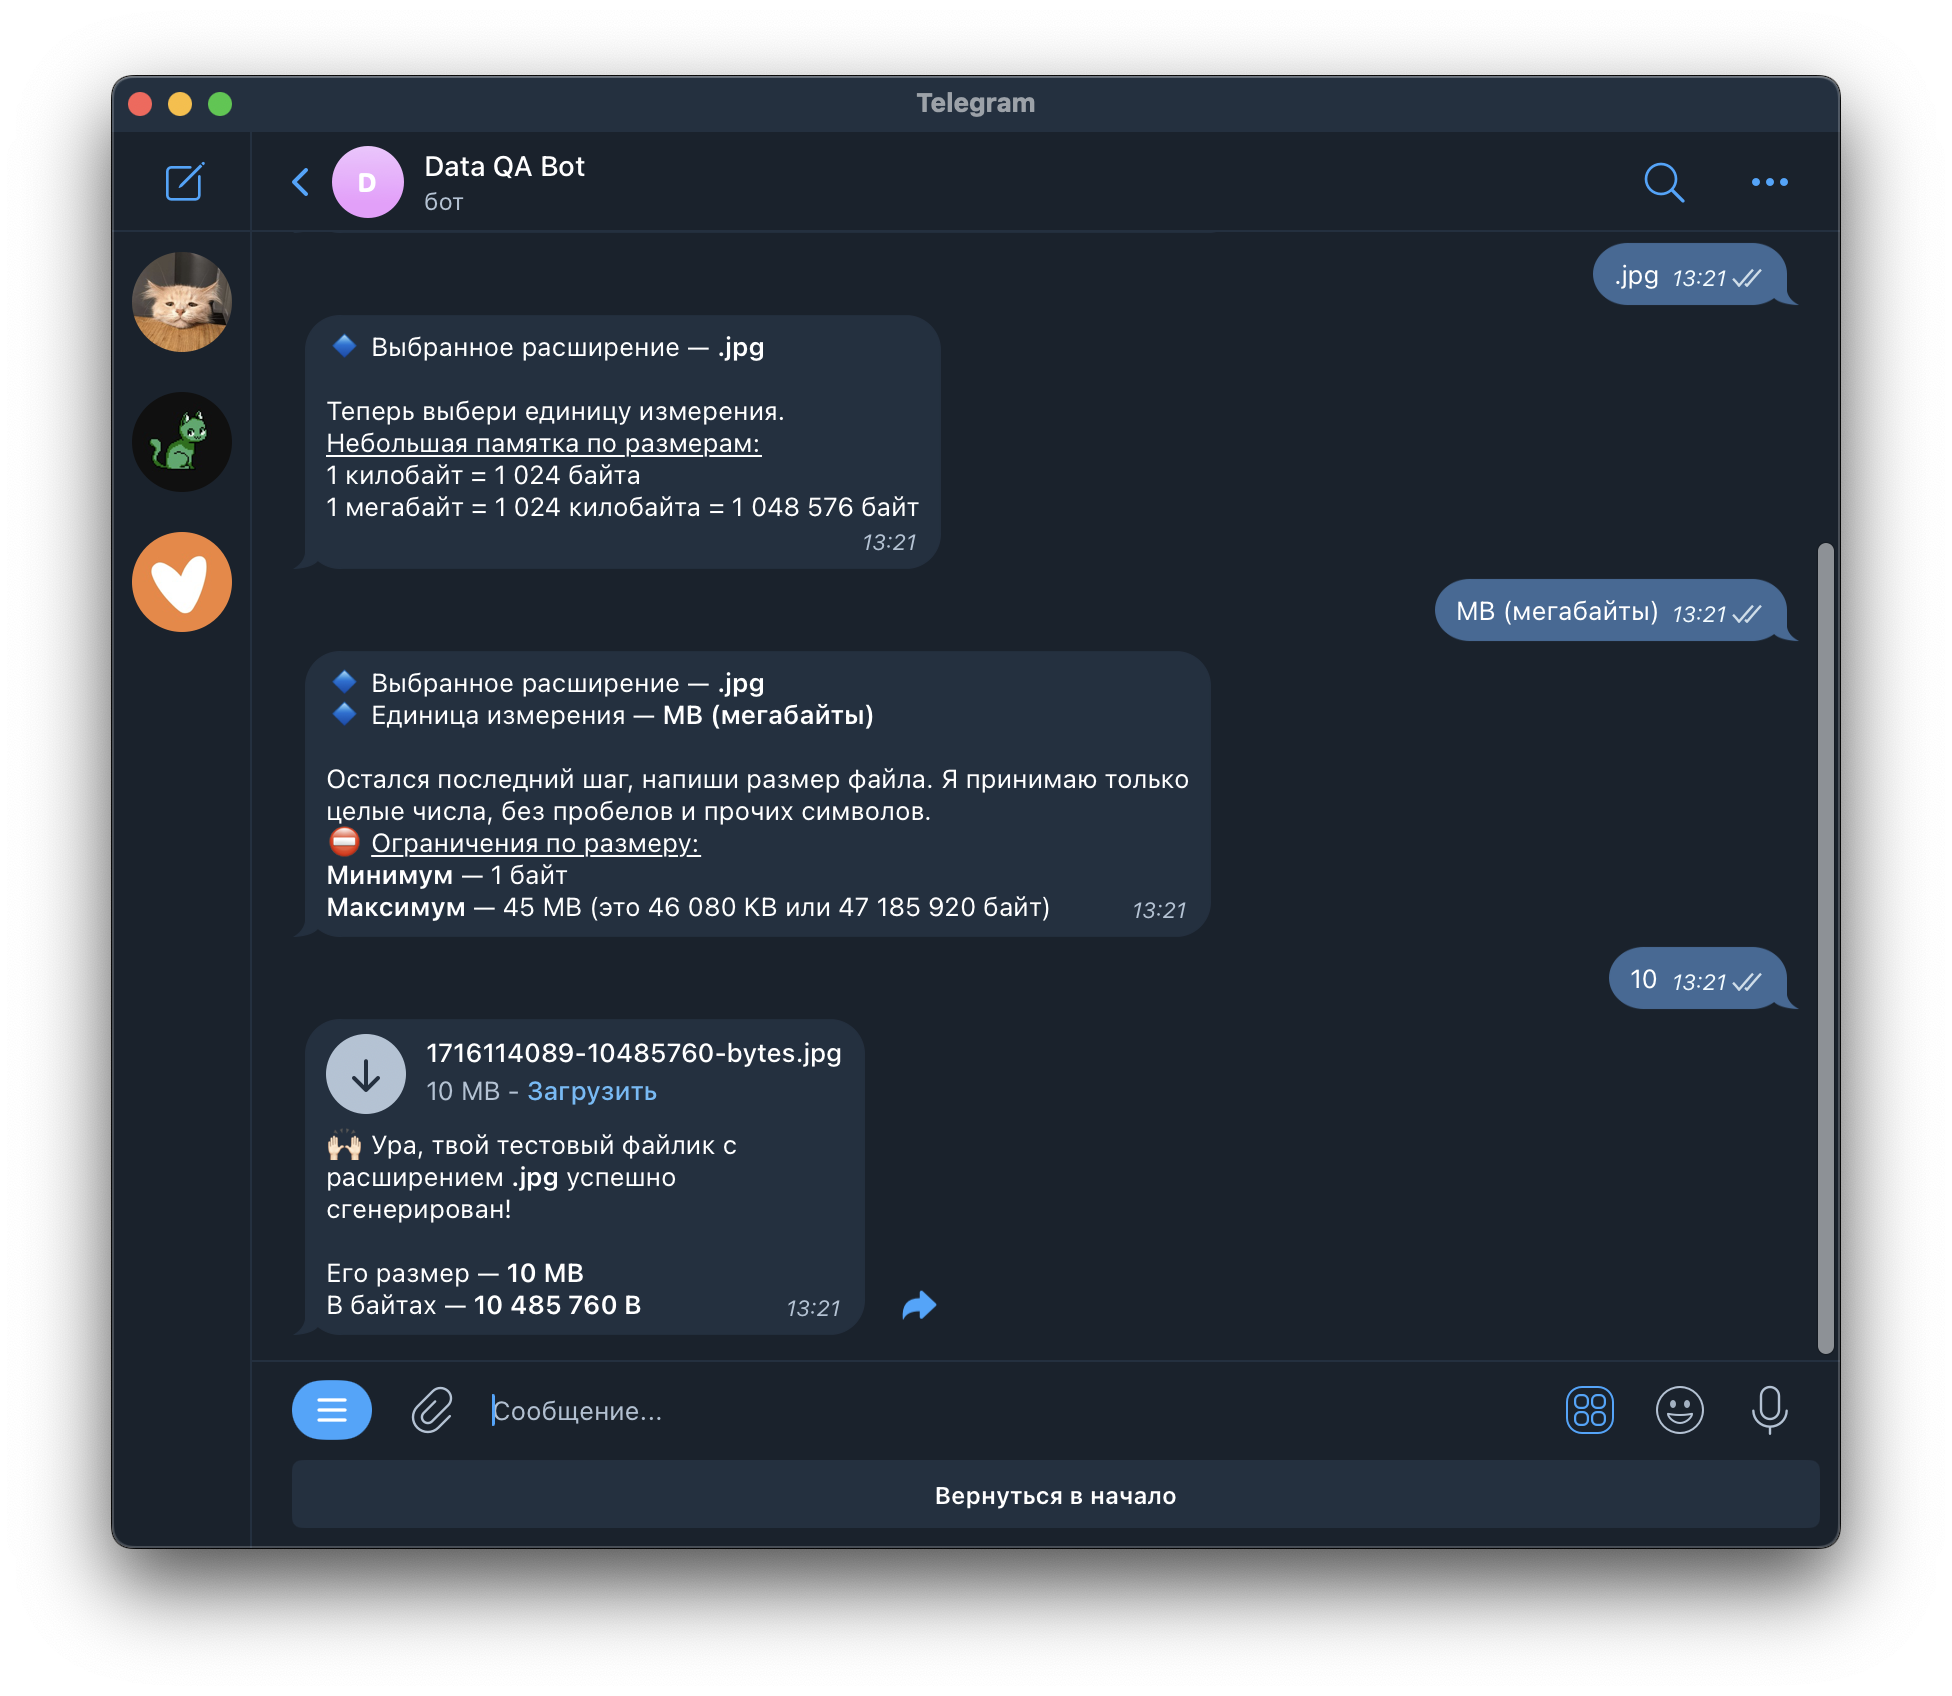 Telegram
D
Data QA Bot
бот
.jpg 13:21
🔹 Выбранное расширение — .jpg
Теперь выбери единицу измерения.
Небольшая памятка по размерам:
1 килобайт = 1 024 байта
1 мегабайт = 1 024 килобайта = 1 048 576 байт
13:21
MB (мегабайты) 13:21
🔹 Выбранное расширение — .jpg
🔹 Единица измерения — MB (мегабайты)
Остался последний шаг, напиши размер файла. Я принимаю только
целые числа, без пробелов и прочих символов.
⛔ Ограничения по размеру:
Минимум — 1 байт
Максимум — 45 MB (это 46 080 KB или 47 185 920 байт) 13:21
10 13:21
1716114089-10485760-bytes.jpg
10 MB - Загрузить
🙌🏻 Ура, твой тестовый файлик с
расширением .jpg успешно
сгенерирован!
Его размер — 10 MB
В байтах — 10 485 760 B 13:21
Сообщение...
Вернуться в начало